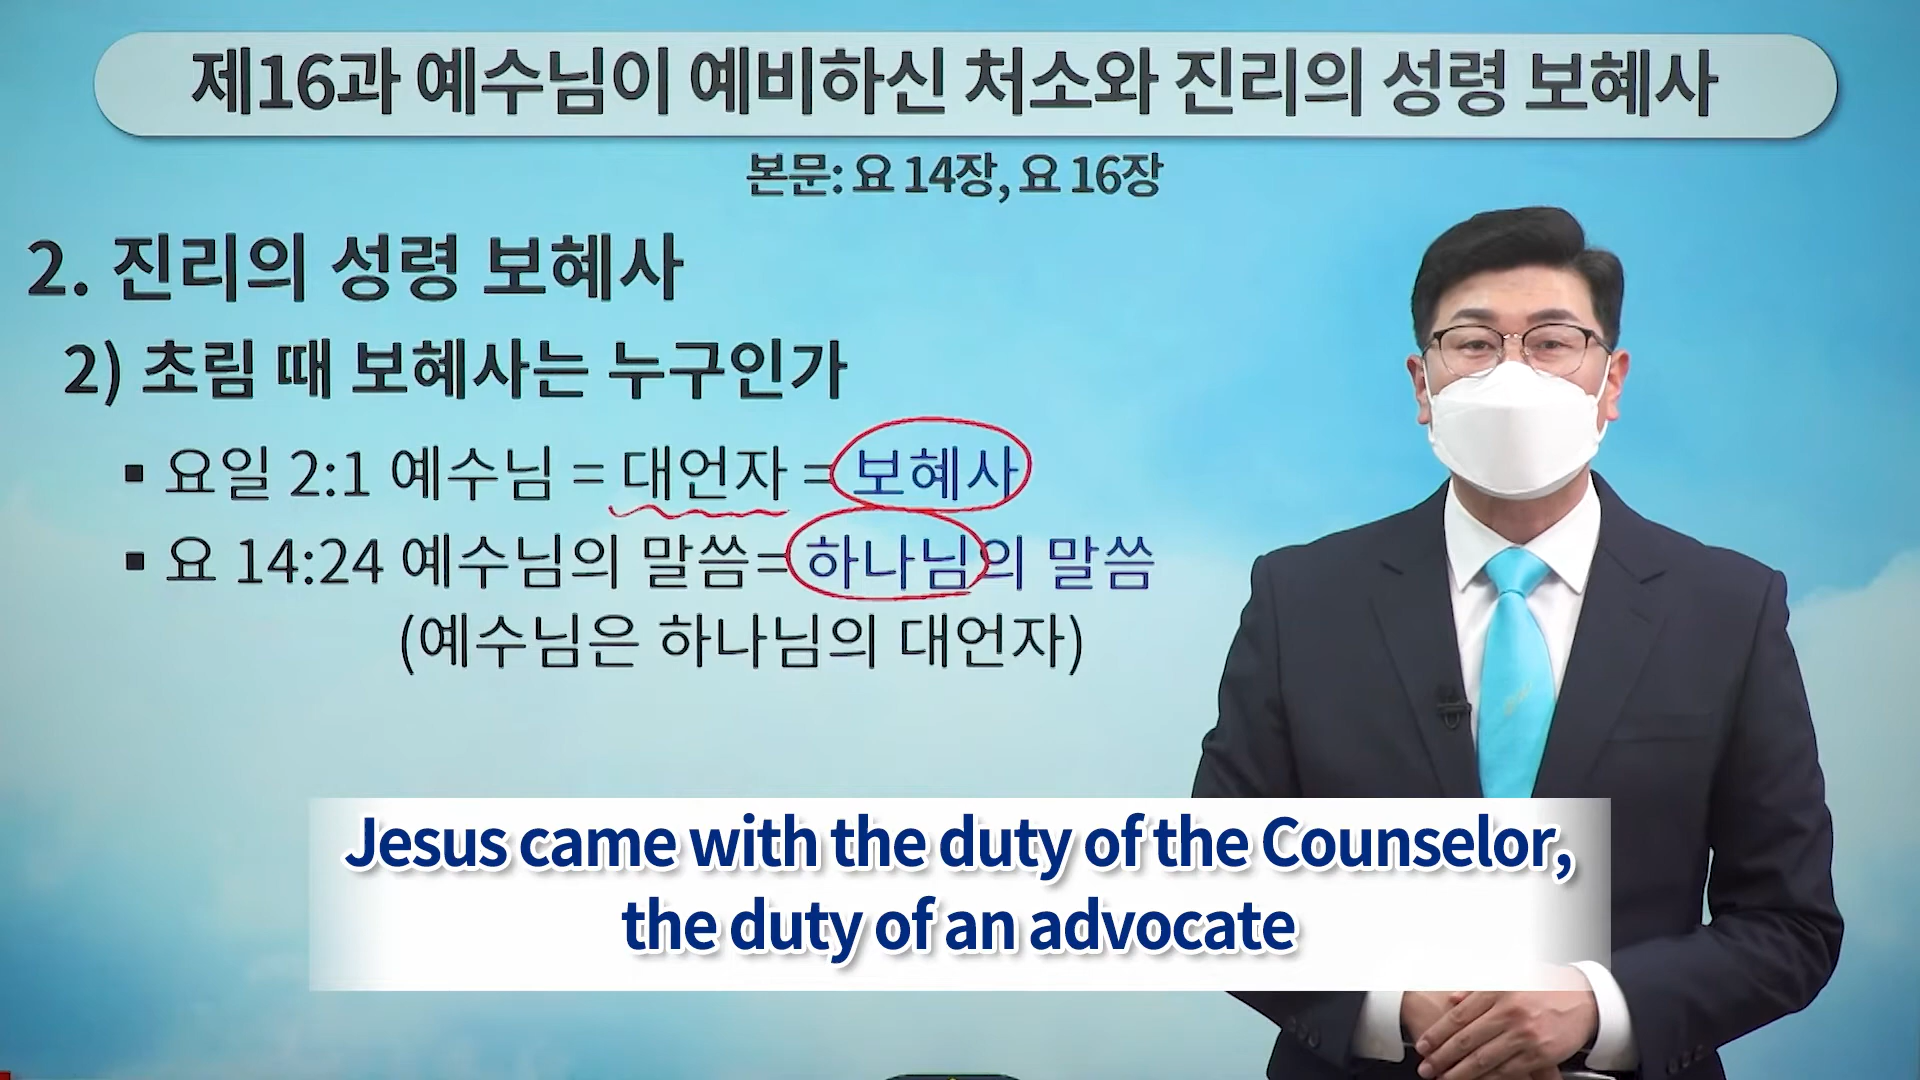 제16과 예수님이 예비하신 처소와 진리의 성령 보혜사
본문: 요 14장, 요 16장
2. 진리의 성령 보혜사
2) 초림 때 보혜사는 누구인가
▪ 요일 2:1 예수님 = 대언자 = 보혜사
▪ 요 14:24 예수님의 말씀= 하나님의 말씀
(예수님은 하나님의 대언자)
Jesus came with the duty of the Counselor,
the duty of an advocate